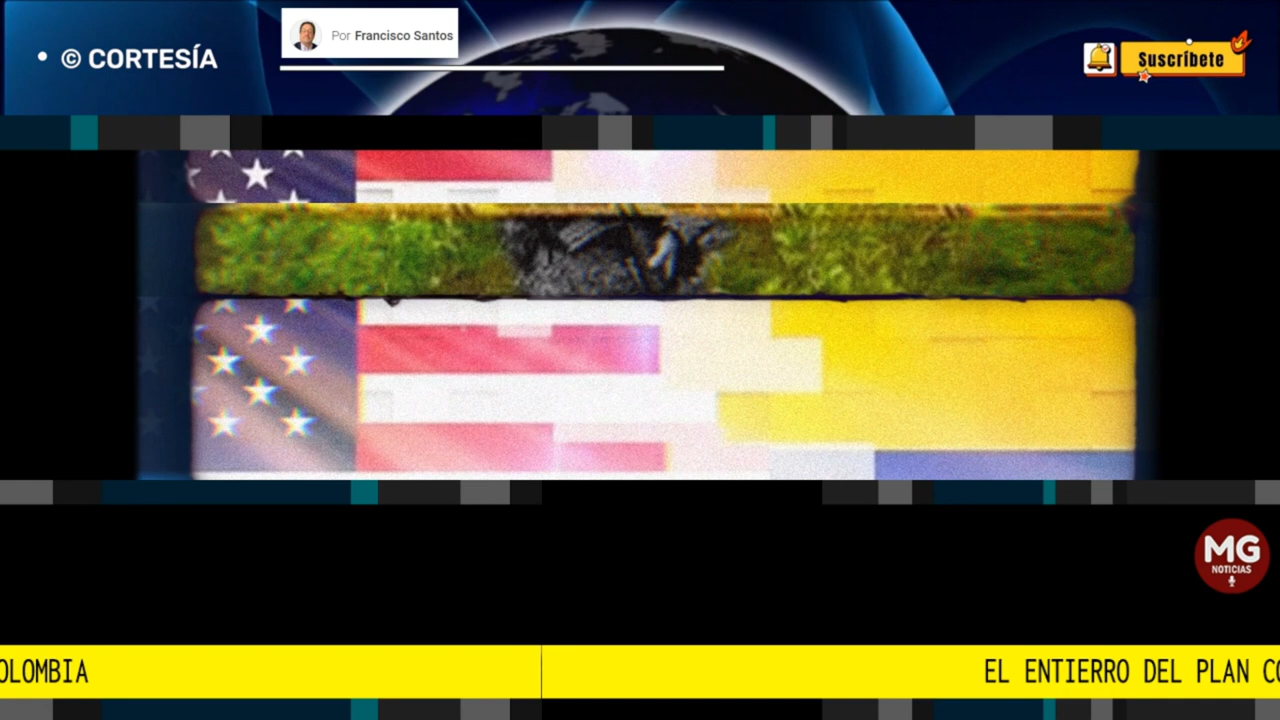 Por Francisco Santos
• © CORTESÍA
Suscríbete
MG
NOTICIAS
OLOMBIA
EL ENTIERRO DEL PLAN CO